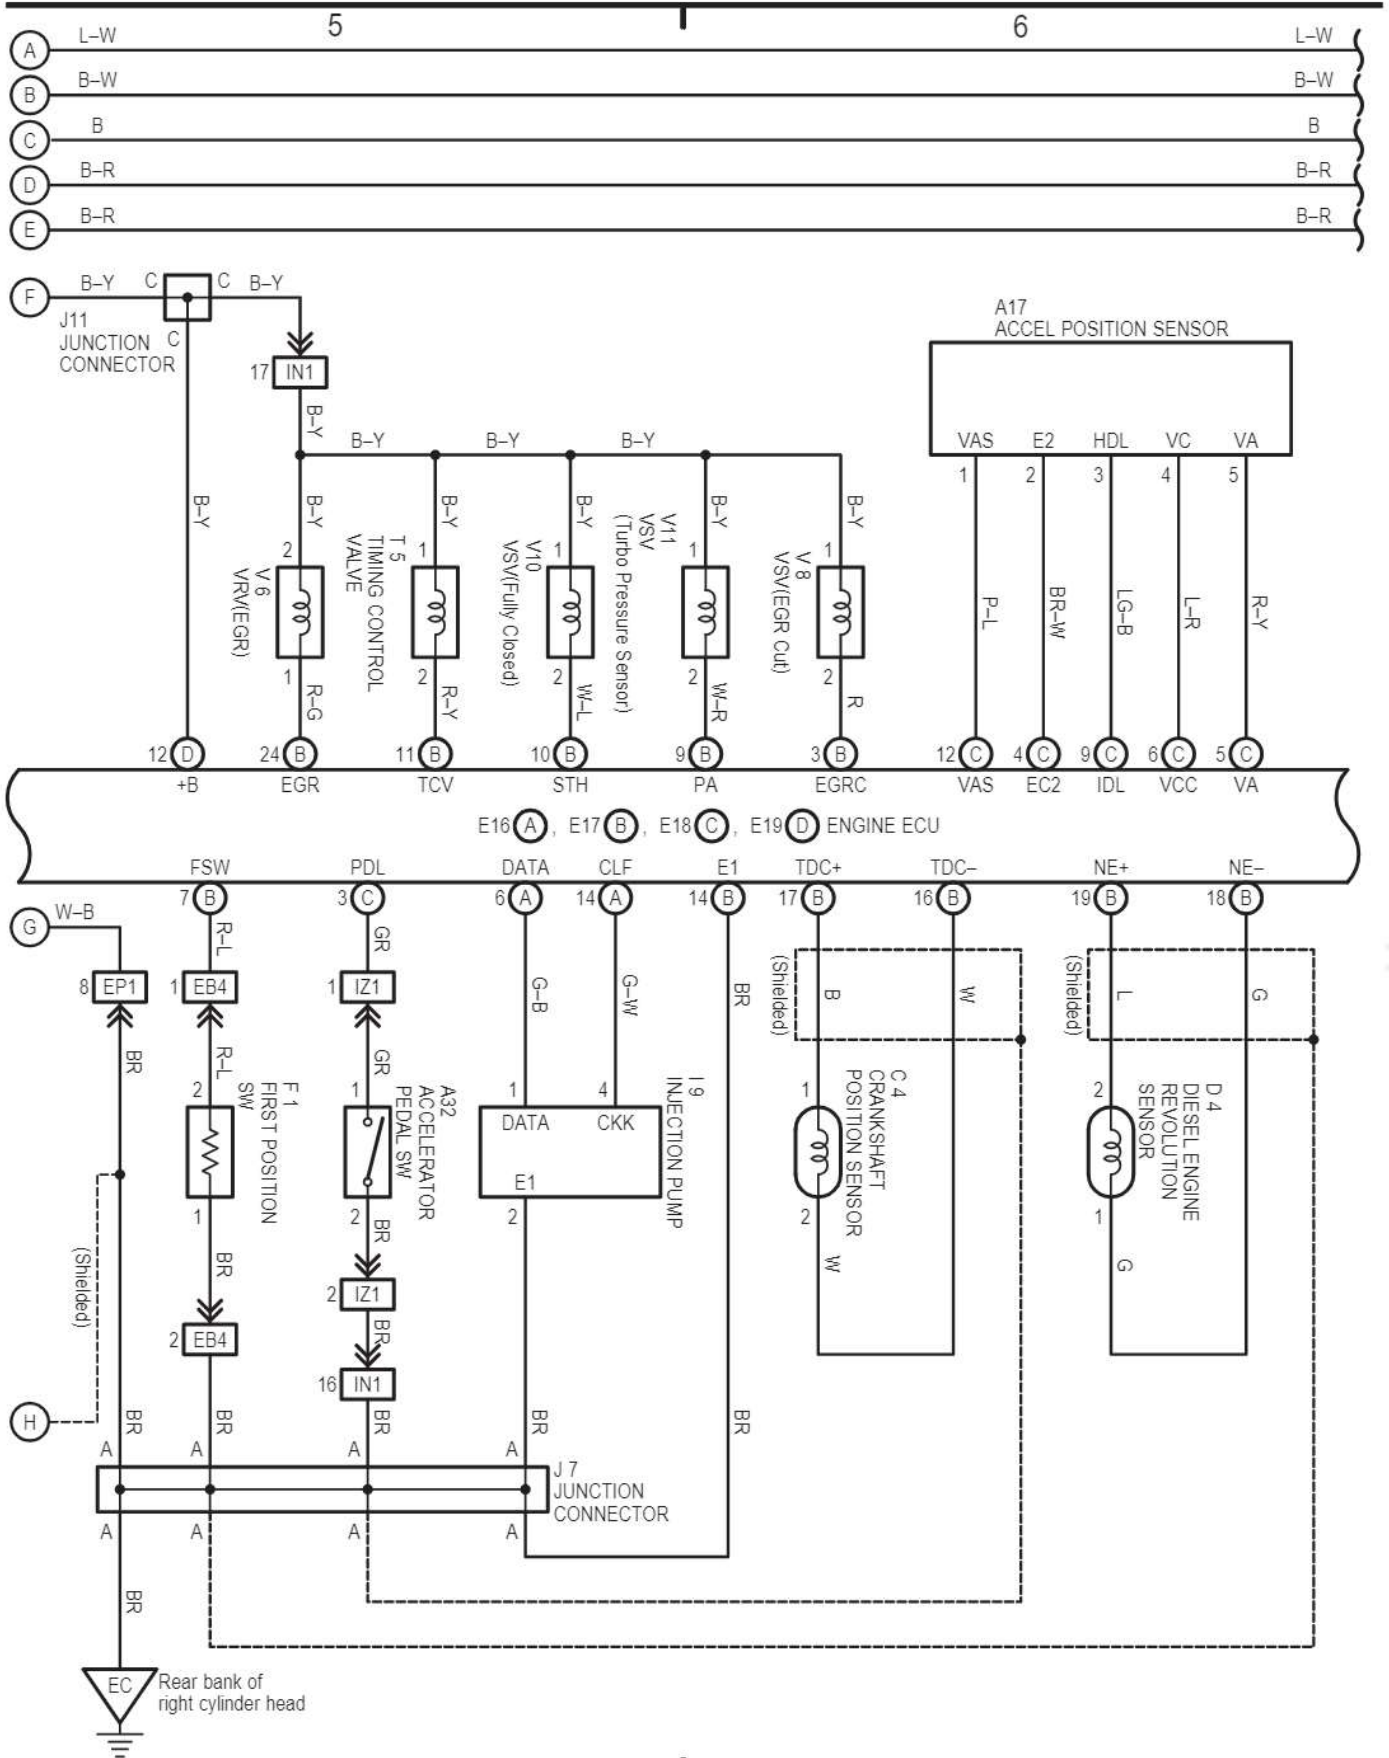 5 6
A L–W L–W
B B–W B–W
C B B
D B–R B–R
E B–R B–R
F B–Y C C B–Y
J11
JUNCTION C
CONNECTOR
17 IN1
B–Y
B–Y B–Y B–Y
A17
ACCEL POSITION SENSOR
VAS E2 HDL VC VA
1 2 3 4 5
B–Y B–Y B–Y B–Y B–Y B–Y
2 1 1 1 1
V 6
VRV(EGR)
T 5
TIMING CONTROL
VALVE
V10
VSV(Fully Closed)
V11
VSV
(Turbo Pressure Sensor)
V 8
VSV(EGR Cut)
P–L BR–W LG–B L–R R–Y
1 2 2 2 2
R–G R–Y W–L W–R R
12 D 24 B 11 B 10 B 9 B 3 B 12 C 4 C 9 C 6 C 5 C
+B EGR TCV STH PA EGRC VAS EC2 IDL VCC VA
E16 A , E17 B , E18 C , E19 D ENGINE ECU
FSW PDL DATA CLF E1 TDC+ TDC– NE+ NE–
7 B 3 C 6 A 14 A 14 B 17 B 16 B 19 B 18 B
G W–B
R–L GR
8 EP1 1 EB4 1 IZ1
G–B G–W BR
(Shielded) B W
(Shielded) L G
BR R–L GR
2 1 1 4 1 2
F 1
FIRST POSITION
SW
A32
ACCELERATOR
PEDAL SW
DATA CKK
E1
I 9
INJECTION PUMP
C 4
CRANKSHAFT
POSITION SENSOR
D 4
DIESEL ENGINE
REVOLUTION
SENSOR
1 2 2 2 1
(Shielded)
BR BR W G
2 IZ1
2 EB4
BR
16 IN1
H
BR BR BR BR BR
A A A A
J 7
JUNCTION
CONNECTOR
A A A A
BR
EC
Rear bank of
right cylinder head